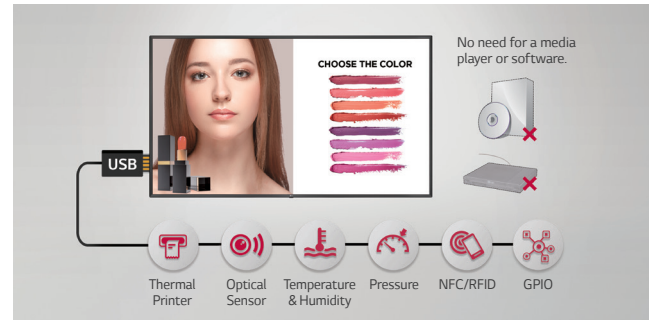 No need for a media
player or software.
CHOOSE THE COLOR
USB
Thermal
Printer
Optical
Sensor
Temperature
& Humidity
Pressure
NFC/RFID
GPIO